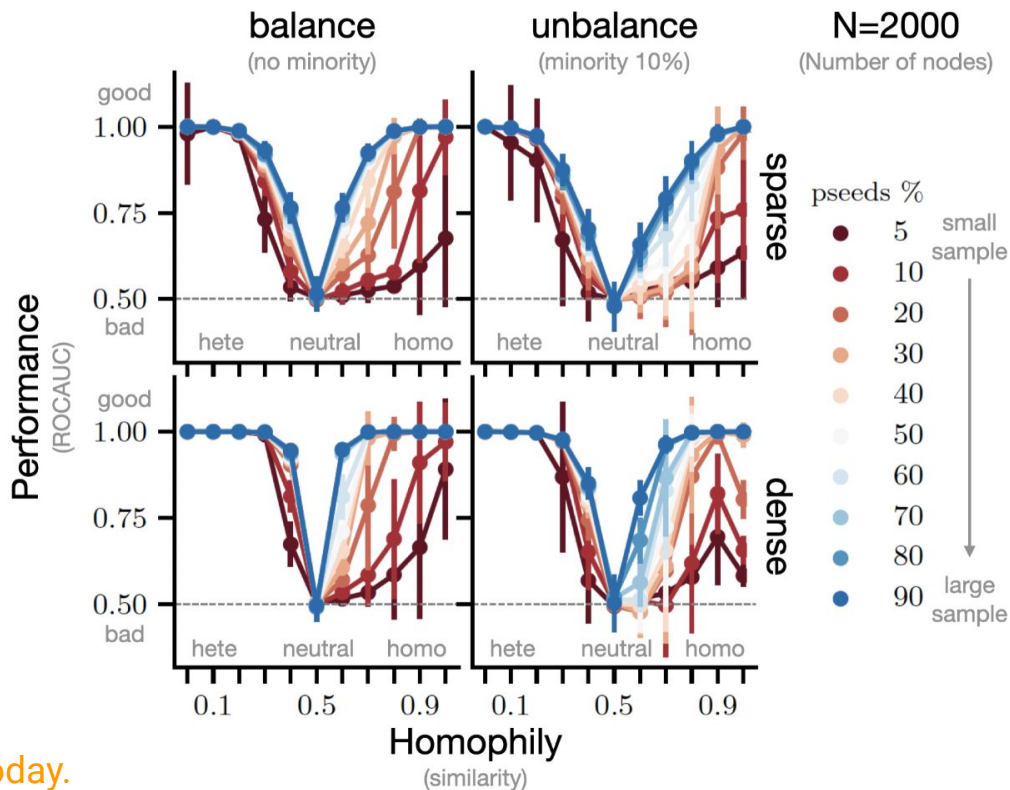 balance
(no minority)
unbalance
(minority 10%)
N=2000
(Number of nodes)
good
1.00
0.75
0.50
bad
hete
neutral
homo
hete
neutral
homo
sparse
good
1.00
0.75
0.50
bad
hete
neutral
homo
hete
neutral
homo
dense
Performance
(ROCAUC)
0.1
0.5
0.9
0.1
0.5
0.9
Homophily
(similarity)
pseeds %
5
10
20
30
40
50
60
70
80
90
small
sample
large
sample
oday.